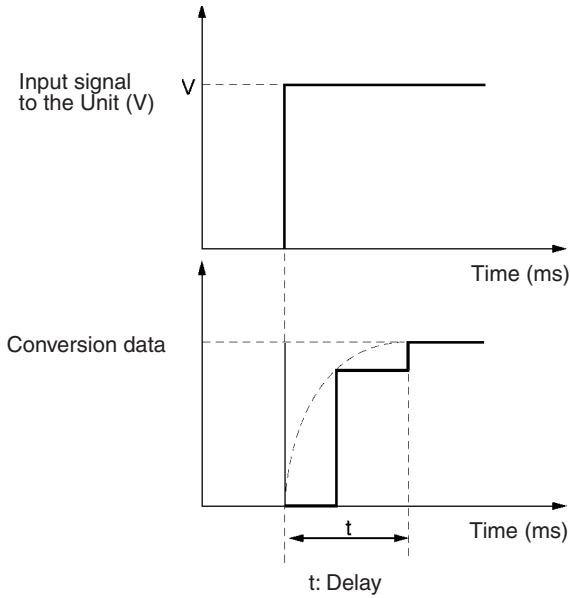 Input signal
to the Unit (V)
V
Time (ms)
Conversion data
t
Time (ms)
t: Delay